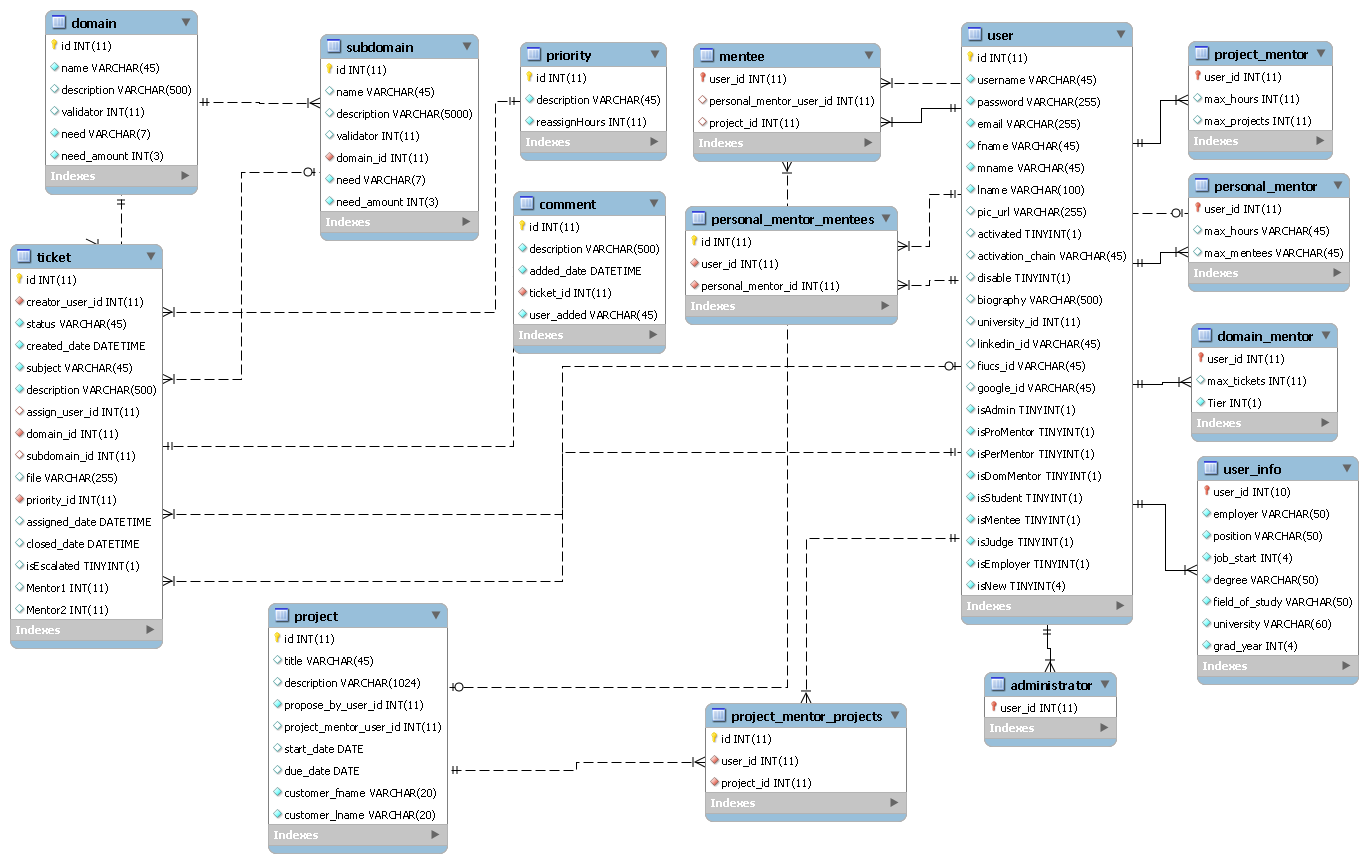 domain
id INT(11)
name VARCHAR(45)
description VARCHAR(500)
validator INT(11)
need VARCHAR(7)
need_amount INT(3)
Indexes
subdomain
id INT(11)
name VARCHAR(45)
description VARCHAR(5000)
validator INT(11)
domain_id INT(11)
need VARCHAR(7)
need_amount INT(3)
Indexes
priority
id INT(11)
description VARCHAR(45)
reassignHours INT(11)
Indexes
mentee
user_id INT(11)
personal_mentor_user_id INT(11)
project_id INT(11)
Indexes
user
id INT(11)
username VARCHAR(45)
password VARCHAR(255)
email VARCHAR(255)
fname VARCHAR(45)
mname VARCHAR(45)
lname VARCHAR(100)
pic_url VARCHAR(255)
activated TINYINT(1)
activation_chain VARCHAR(45)
disable TINYINT(1)
biography VARCHAR(500)
university_id INT(11)
linkedin_id VARCHAR(45)
fiucs_id VARCHAR(45)
google_id VARCHAR(45)
isAdmin TINYINT(1)
isProMentor TINYINT(1)
isPerMentor TINYINT(1)
isDomMentor TINYINT(1)
isStudent TINYINT(1)
isMentee TINYINT(1)
isJudge TINYINT(1)
isEmployer TINYINT(1)
isNew TINYINT(4)
Indexes
project_mentor
user_id INT(11)
max_hours INT(11)
max_projects INT(11)
Indexes
personal_mentor
user_id INT(11)
max_hours VARCHAR(45)
max_mentees VARCHAR(45)
Indexes
comment
id INT(11)
description VARCHAR(500)
added_date DATETIME
ticket_id INT(11)
user_added VARCHAR(45)
Indexes
personal_mentor_mentees
id INT(11)
user_id INT(11)
personal_mentor_id INT(11)
Indexes
ticket
id INT(11)
creator_user_id INT(11)
status VARCHAR(45)
created_date DATETIME
subject VARCHAR(45)
description VARCHAR(500)
assign_user_id INT(11)
domain_id INT(11)
subdomain_id INT(11)
file VARCHAR(255)
priority_id INT(11)
assigned_date DATETIME
closed_date DATETIME
isEscalated TINYINT(1)
Mentor1 INT(11)
Mentor2 INT(11)
Indexes
domain_mentor
user_id INT(11)
max_tickets INT(11)
Tier INT(1)
Indexes
user_info
user_id INT(10)
employer VARCHAR(50)
position VARCHAR(50)
job_start INT(4)
degree VARCHAR(50)
field_of_study VARCHAR(50)
university VARCHAR(60)
grad_year INT(4)
Indexes
project
id INT(11)
title VARCHAR(45)
description VARCHAR(1024)
propose_by_user_id INT(11)
project_mentor_user_id INT(11)
start_date DATE
due_date DATE
customer_fname VARCHAR(20)
customer_lname VARCHAR(20)
Indexes
project_mentor_projects
id INT(11)
user_id INT(11)
project_id INT(11)
Indexes
administrator
user_id INT(11)
Indexes